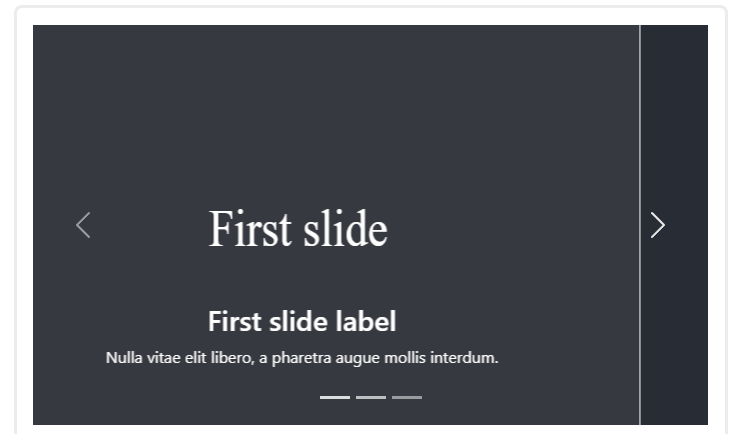 First slide
First slide label
Nulla vitae elit libero, a pharetra augue mollis interdum.